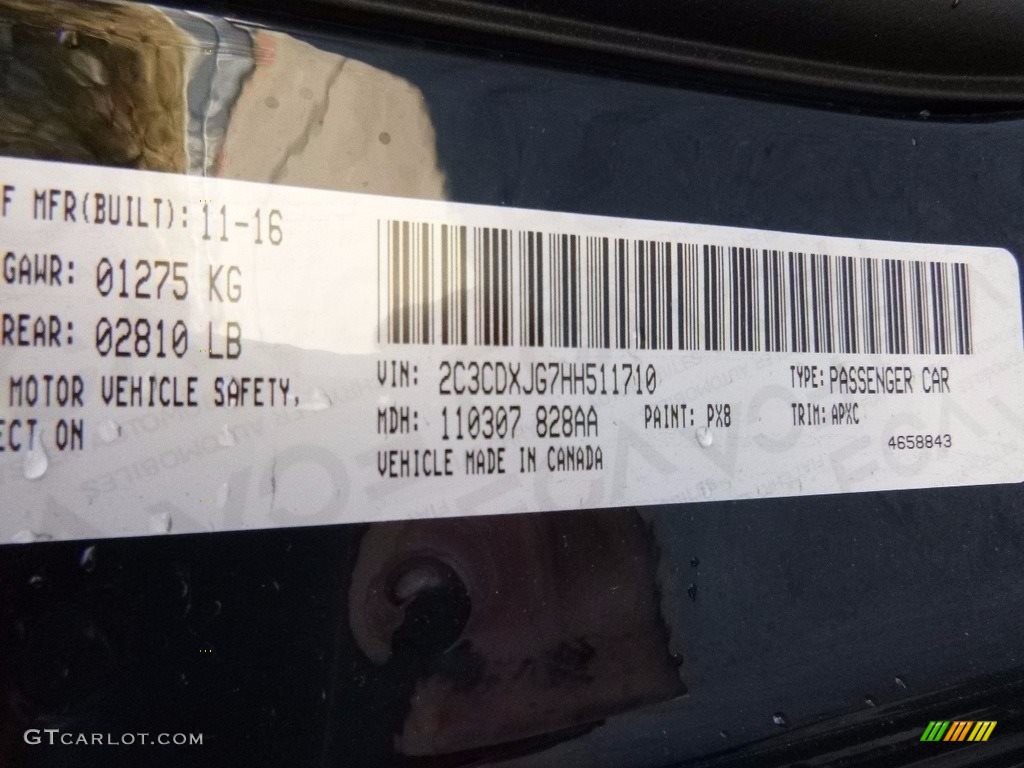 F MFR(BUILT): 11-16
GAWR: 01275 KG
REAR: 02810 LB
MOTOR VEHICLE SAFETY,
ECT ON
VIN: 2C3CDXJG7HH511710
TYPE: PASSENGER CAR
MDH: 110307 828AA
PAINT: PX8
TRIM: APXC
VEHICLE MADE IN CANADA
4658843
GTCARLOT.COM